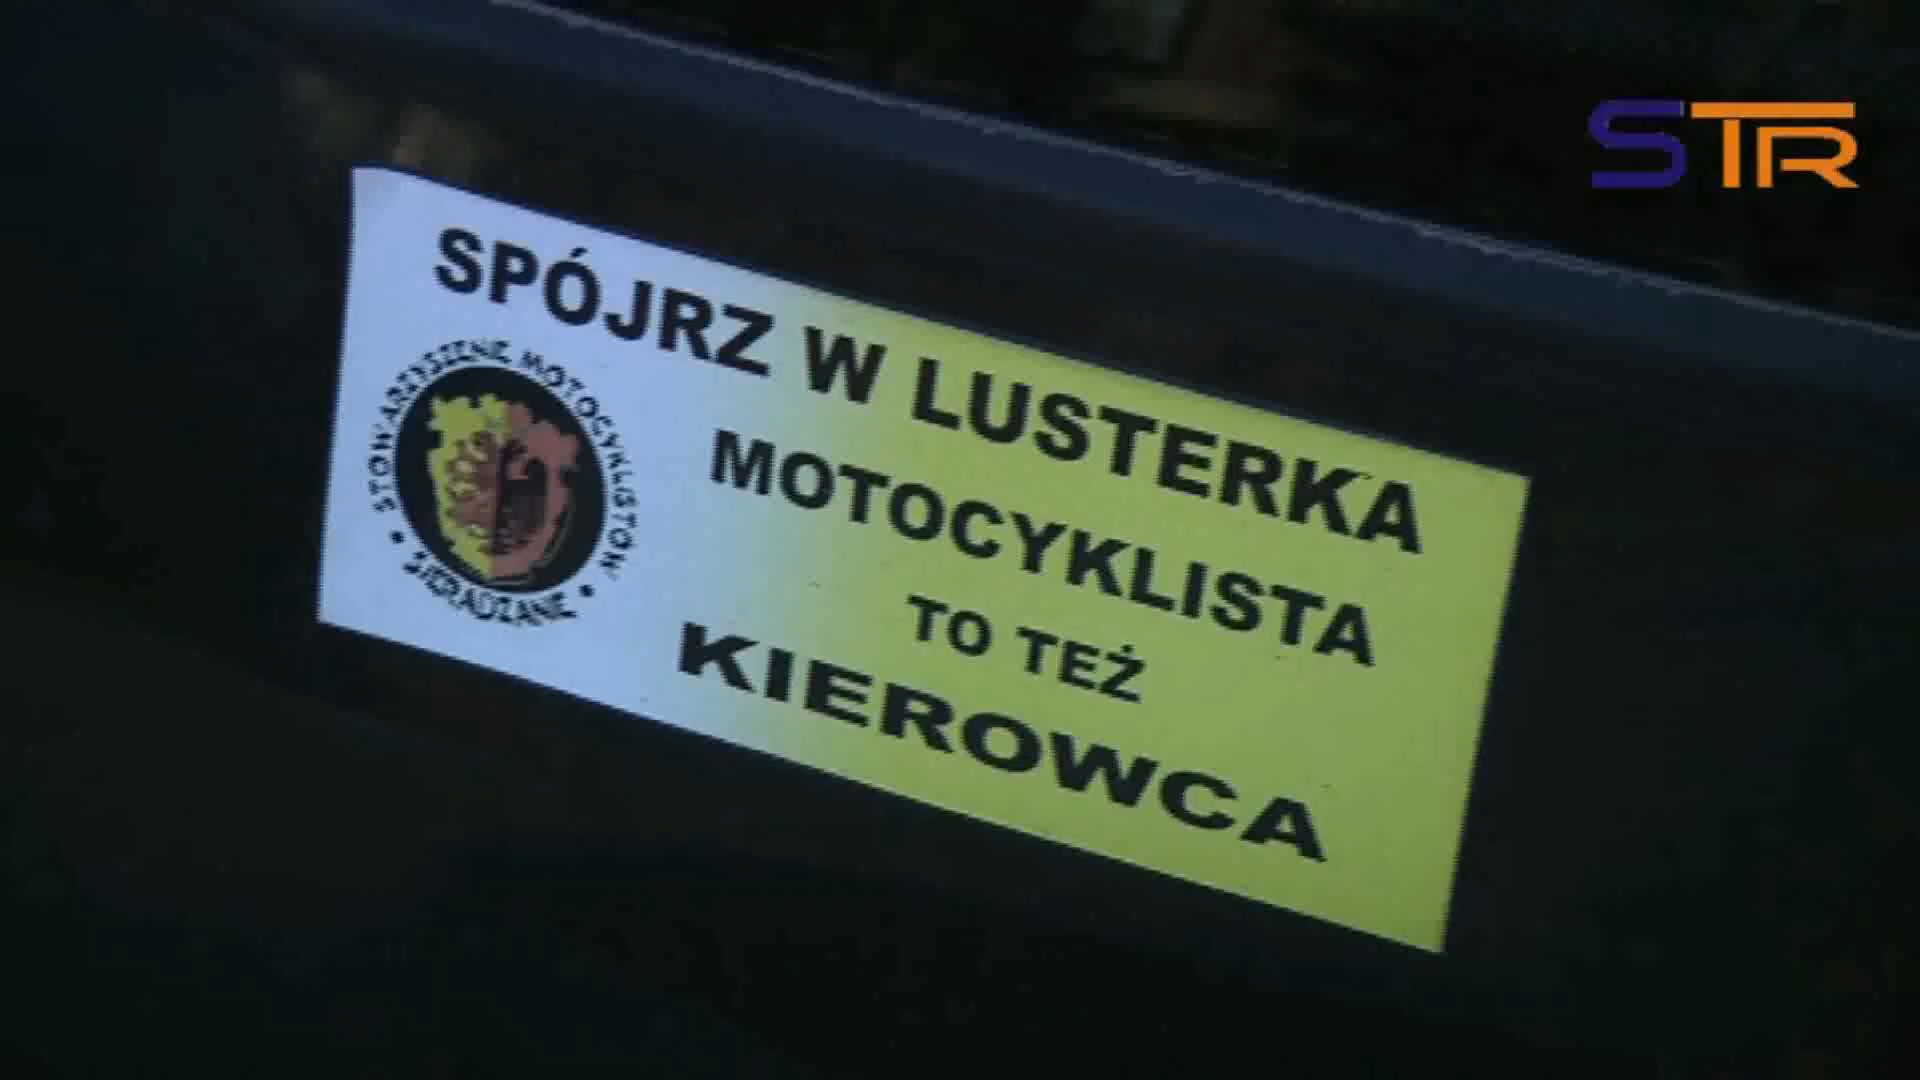 STR
SPÓJRZ W LUSTERKA
MOTOCYKLISTA
TO TEŻ
KIEROWCA
STOWARZYSZENIE MOTOCYKLISTÓW
• SIERADZANIE •